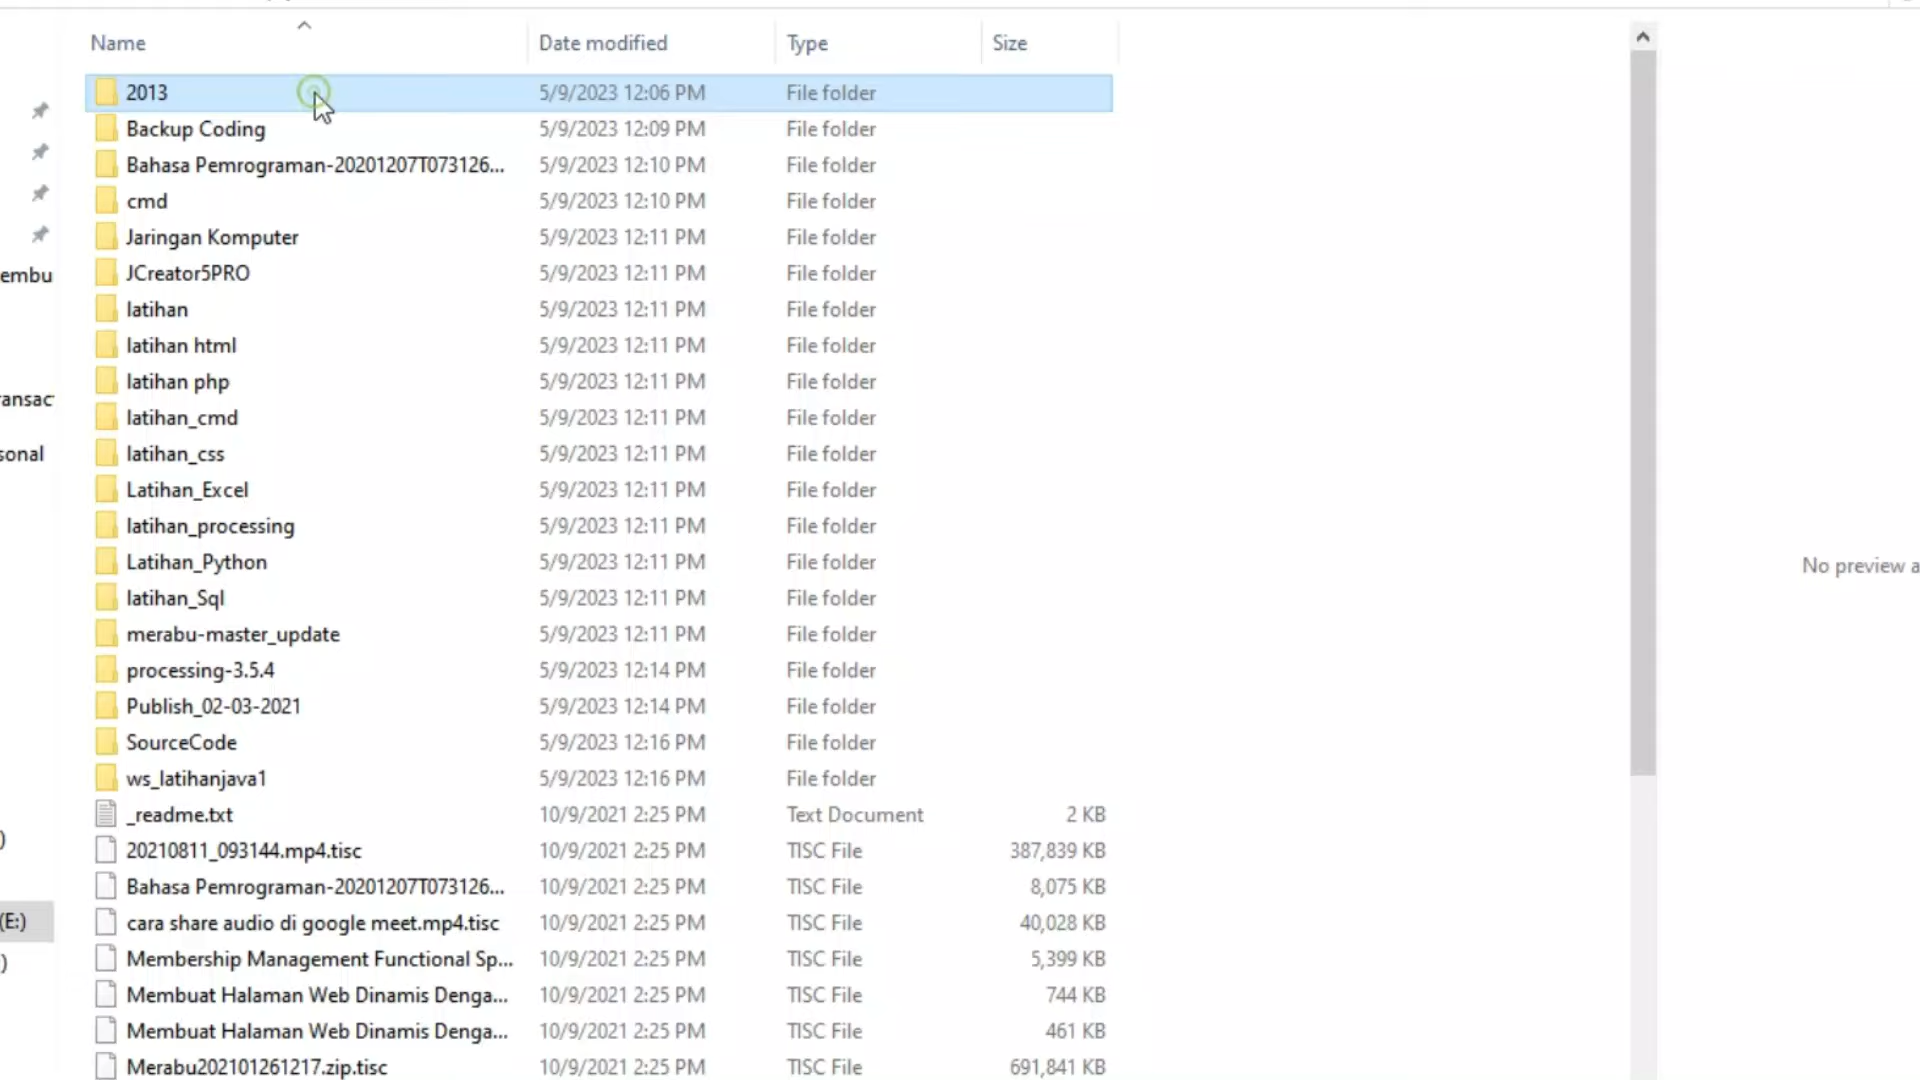 Name Date modified Type Size
2013 5/9/2023 12:06 PM File folder
Backup Coding 5/9/2023 12:09 PM File folder
Bahasa Pemrograman-20201207T073126... 5/9/2023 12:10 PM File folder
cmd 5/9/2023 12:10 PM File folder
Jaringan Komputer 5/9/2023 12:11 PM File folder
embu JCreator5PRO 5/9/2023 12:11 PM File folder
latihan 5/9/2023 12:11 PM File folder
latihan html 5/9/2023 12:11 PM File folder
latihan php 5/9/2023 12:11 PM File folder
ansac
latihan_cmd 5/9/2023 12:11 PM File folder
sonal latihan_css 5/9/2023 12:11 PM File folder
Latihan_Excel 5/9/2023 12:11 PM File folder
latihan_processing 5/9/2023 12:11 PM File folder
Latihan_Python 5/9/2023 12:11 PM File folder
No preview a
latihan_Sql 5/9/2023 12:11 PM File folder
merabu-master_update 5/9/2023 12:11 PM File folder
processing-3.5.4 5/9/2023 12:14 PM File folder
Publish_02-03-2021 5/9/2023 12:14 PM File folder
SourceCode 5/9/2023 12:16 PM File folder
ws_latihanjava1 5/9/2023 12:16 PM File folder
_readme.txt 10/9/2021 2:25 PM Text Document 2 KB
) 20210811_093144.mp4.tisc 10/9/2021 2:25 PM TISC File 387,839 KB
Bahasa Pemrograman-20201207T073126... 10/9/2021 2:25 PM TISC File 8,075 KB
(E:) cara share audio di google meet.mp4.tisc 10/9/2021 2:25 PM TISC File 40,028 KB
) Membership Management Functional Sp... 10/9/2021 2:25 PM TISC File 5,399 KB
Membuat Halaman Web Dinamis Denga... 10/9/2021 2:25 PM TISC File 744 KB
Membuat Halaman Web Dinamis Denga... 10/9/2021 2:25 PM TISC File 461 KB
Merabu202101261217.zip.tisc 10/9/2021 2:25 PM TISC File 691,841 KB